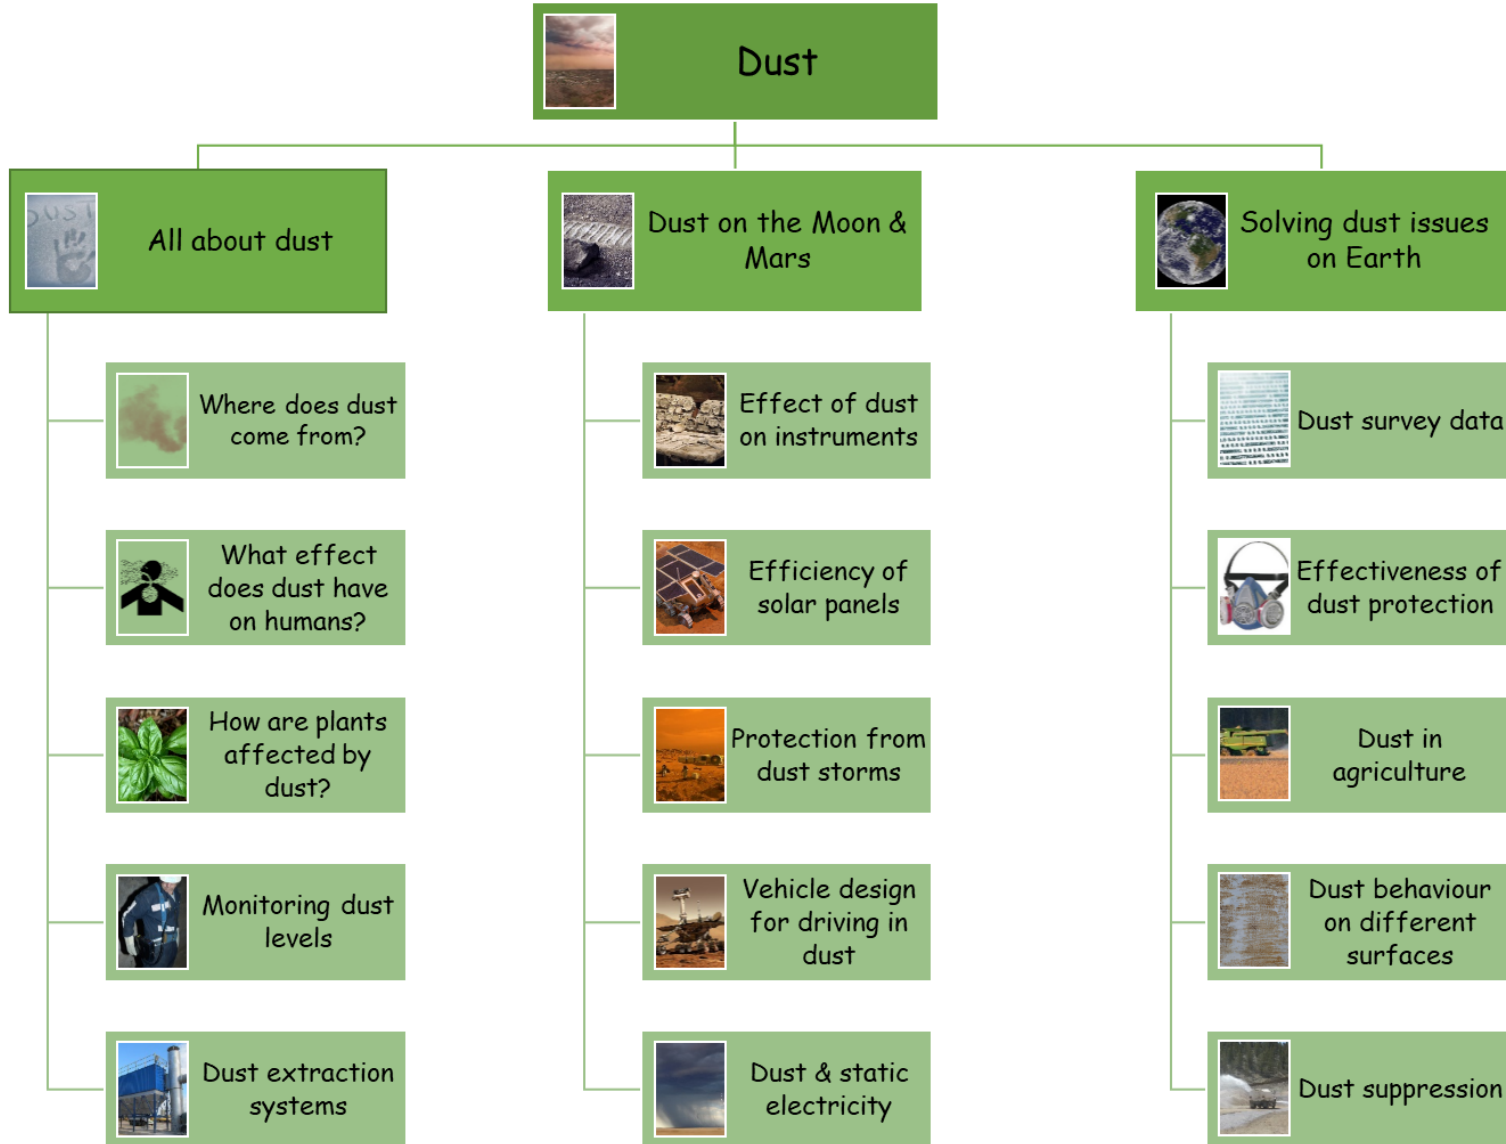 Dust
All about dust
Where does dust
come from?
What effect
does dust have
on humans?
How are plants
affected by
dust?
Monitoring dust
levels
Dust extraction
systems
Dust on the Moon &
Mars
Effect of dust
on instruments
Efficiency of
solar panels
Protection from
dust storms
Vehicle design
for driving in
dust
Dust & static
electricity
Solving dust issues
on Earth
Dust survey data
Effectiveness of
dust protection
Dust in
agriculture
Dust behaviour
on different
surfaces
Dust suppression
DUST